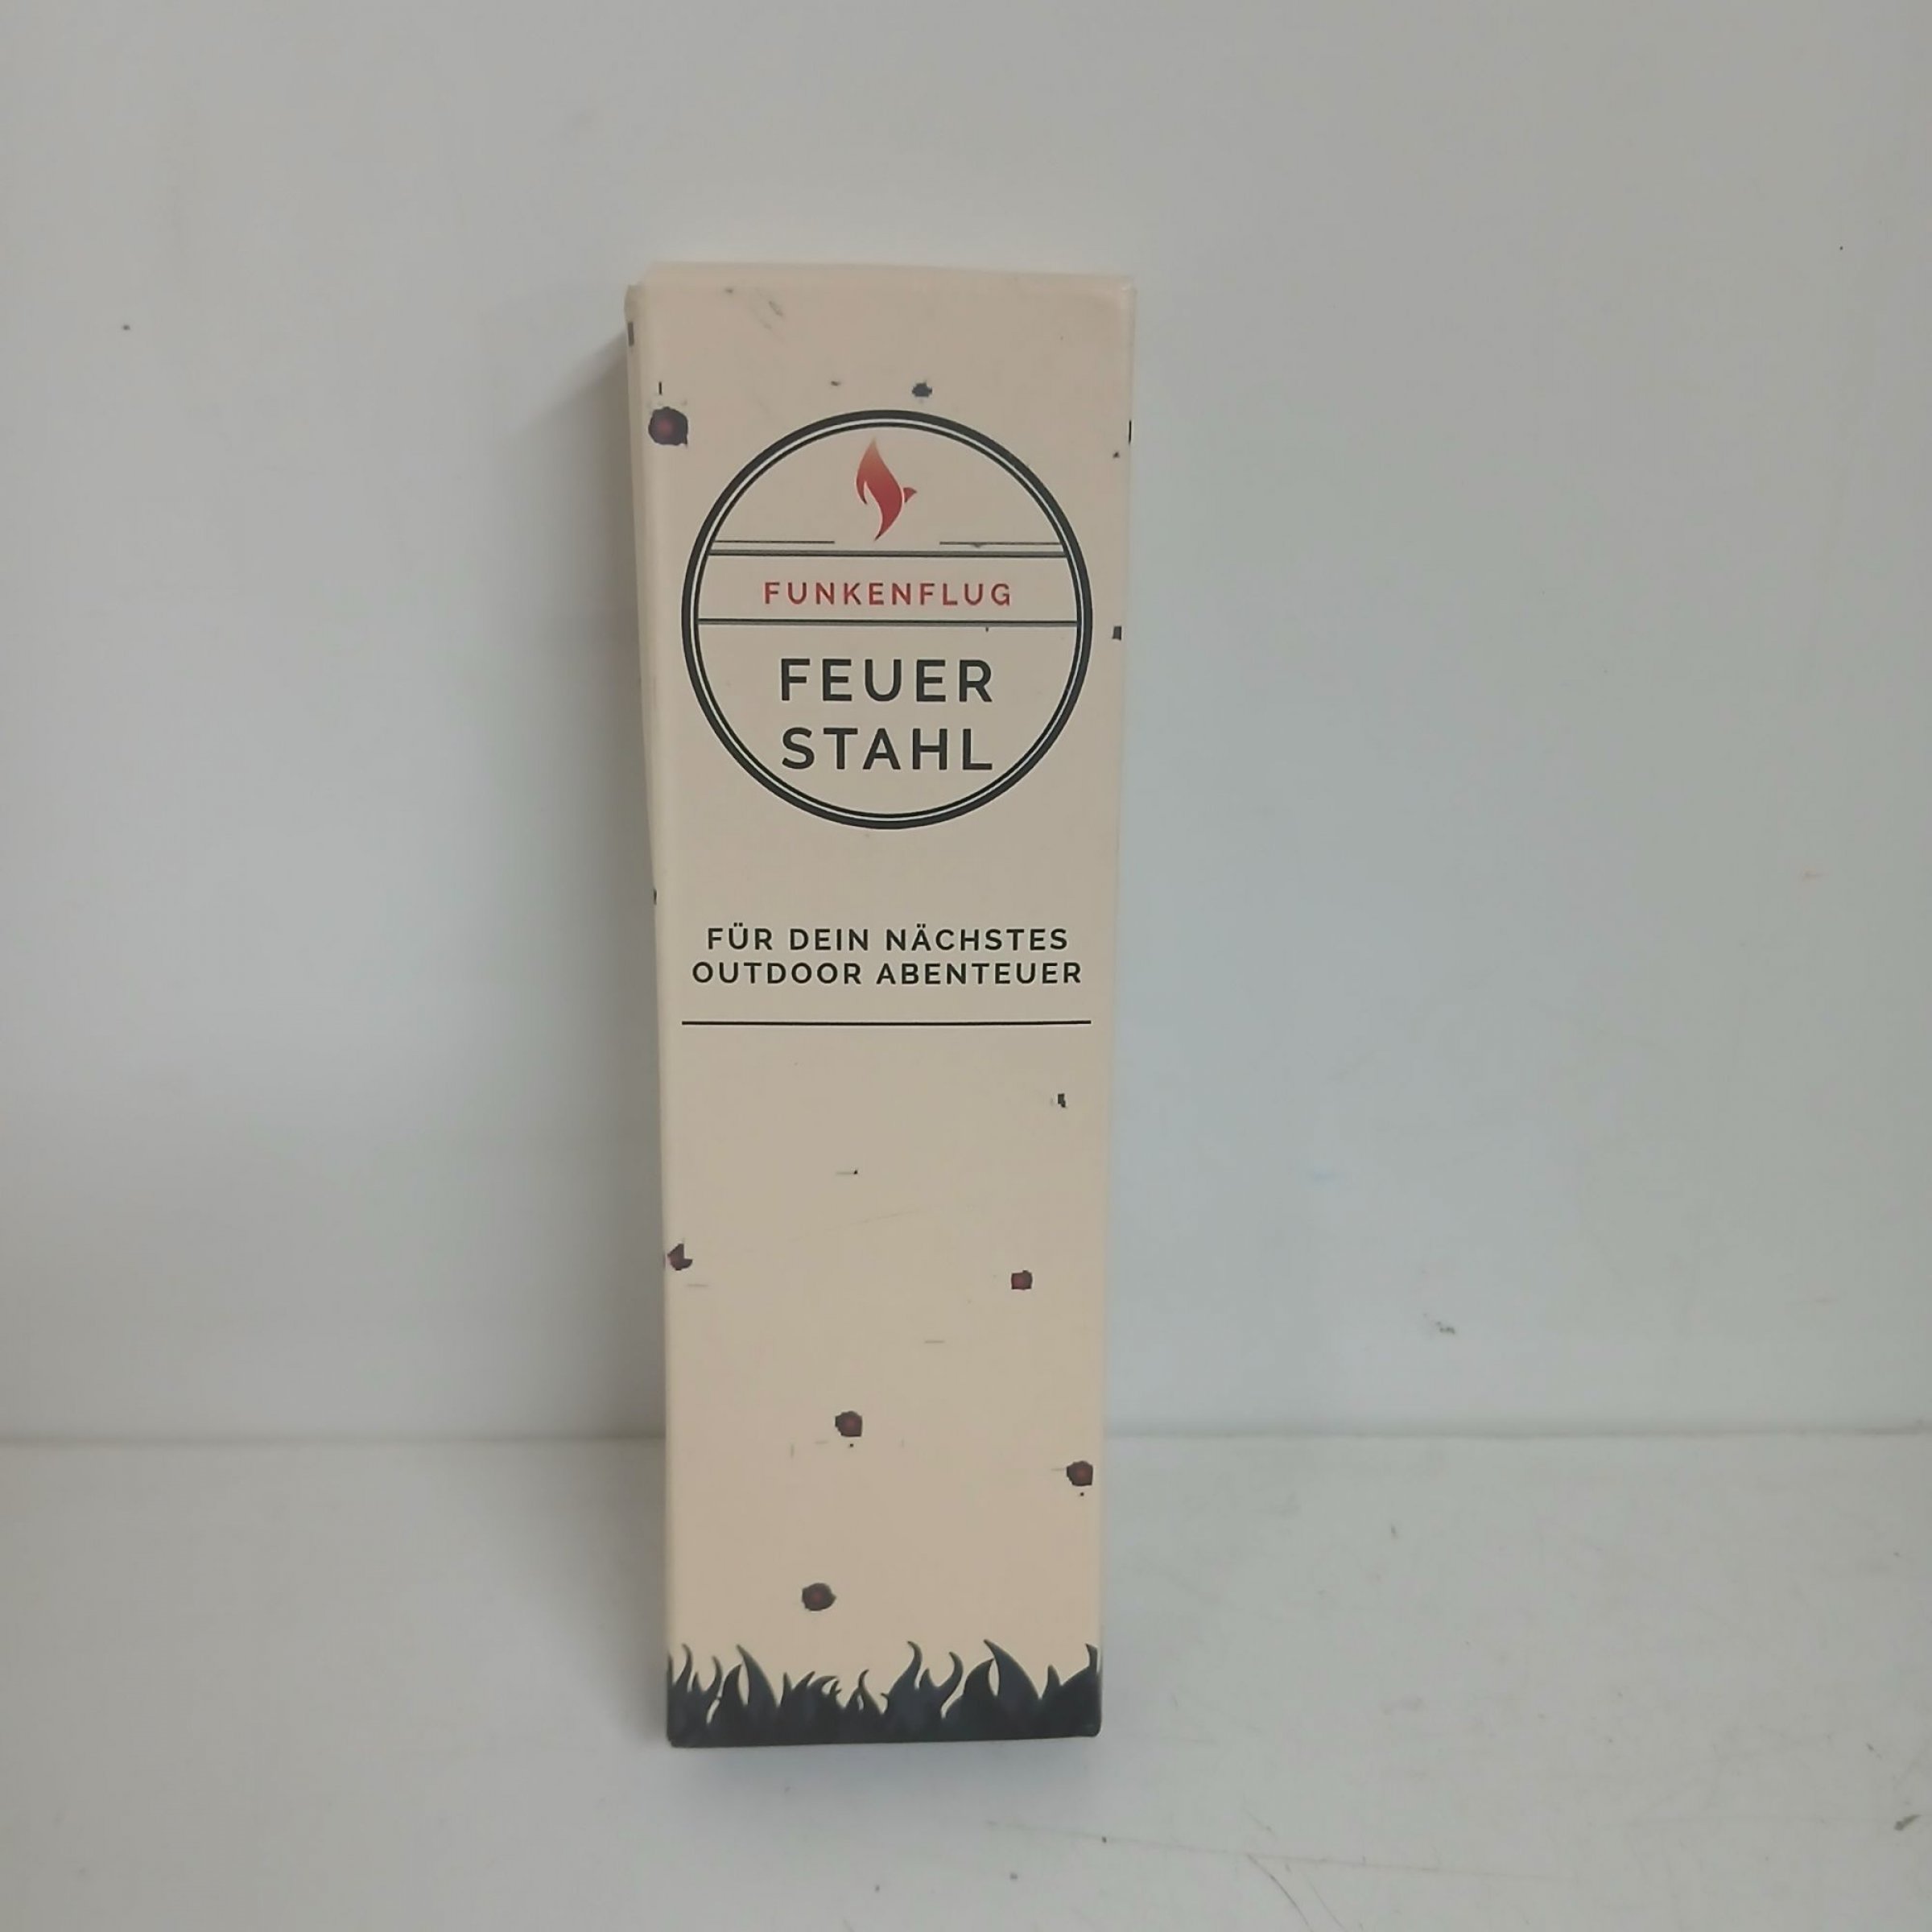 FUNKENFLUG
FEUER
STAHL
FÜR DEIN NÄCHSTES
OUTDOOR ABENTEUER